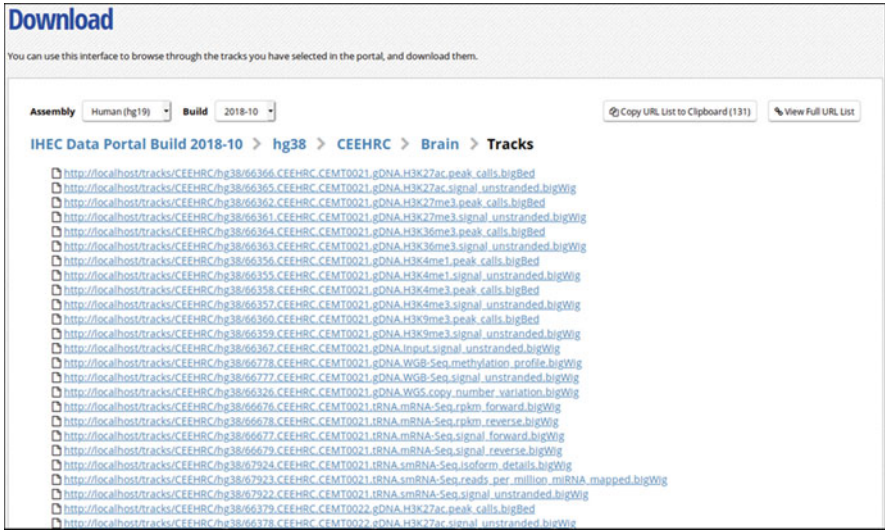 Download
You can use this interface to browse through the tracks you have selected in the portal, and download them.
Assembly Human (hg19) Build 2018-10 Copy URL List to Clipboard (131) View Full URL List
IHEC Data Portal Build 2018-10 > hg38 > CEEHRC > Brain > Tracks
http://localhost/tracks/CEEHRC/hg38/66366.CEEHRC.CEMT0021.gDNA.H3K27ac.peak_calls.bigBed
http://localhost/tracks/CEEHRC/hg38/66365.CEEHRC.CEMT0021.gDNA.H3K27ac.signal_unstranded.bigWig
http://localhost/tracks/CEEHRC/hg38/66362.CEEHRC.CEMT0021.gDNA.H3K27me3.peak_calls.bigBed
http://localhost/tracks/CEEHRC/hg38/66361.CEEHRC.CEMT0021.gDNA.H3K27me3.signal_unstranded.bigWig
http://localhost/tracks/CEEHRC/hg38/66364.CEEHRC.CEMT0021.gDNA.H3K36me3.peak_calls.bigBed
http://localhost/tracks/CEEHRC/hg38/66363.CEEHRC.CEMT0021.gDNA.H3K36me3.signal_unstranded.bigWig
http://localhost/tracks/CEEHRC/hg38/66356.CEEHRC.CEMT0021.gDNA.H3K4me1.peak_calls.bigBed
http://localhost/tracks/CEEHRC/hg38/66355.CEEHRC.CEMT0021.gDNA.H3K4me1.signal_unstranded.bigWig
http://localhost/tracks/CEEHRC/hg38/66358.CEEHRC.CEMT0021.gDNA.H3K4me3.peak_calls.bigBed
http://localhost/tracks/CEEHRC/hg38/66357.CEEHRC.CEMT0021.gDNA.H3K4me3.signal_unstranded.bigWig
http://localhost/tracks/CEEHRC/hg38/66360.CEEHRC.CEMT0021.gDNA.H3K9me3.peak_calls.bigBed
http://localhost/tracks/CEEHRC/hg38/66359.CEEHRC.CEMT0021.gDNA.H3K9me3.signal_unstranded.bigWig
http://localhost/tracks/CEEHRC/hg38/66367.CEEHRC.CEMT0021.gDNA.Input.signal_unstranded.bigWig
http://localhost/tracks/CEEHRC/hg38/66778.CEEHRC.CEMT0021.gDNA.WGB-Seq.methylation_profile.bigWig
http://localhost/tracks/CEEHRC/hg38/66777.CEEHRC.CEMT0021.gDNA.WGB-Seq.signal_unstranded.bigWig
http://localhost/tracks/CEEHRC/hg38/66326.CEEHRC.CEMT0021.gDNA.WGS.copy_number_variation.bigWig
http://localhost/tracks/CEEHRC/hg38/66676.CEEHRC.CEMT0021.tRNA.mRNA-Seq.rpkm_forward.bigWig
http://localhost/tracks/CEEHRC/hg38/66678.CEEHRC.CEMT0021.tRNA.mRNA-Seq.rpkm_reverse.bigWig
http://localhost/tracks/CEEHRC/hg38/66677.CEEHRC.CEMT0021.tRNA.mRNA-Seq.signal_forward.bigWig
http://localhost/tracks/CEEHRC/hg38/66679.CEEHRC.CEMT0021.tRNA.mRNA-Seq.signal_reverse.bigWig
http://localhost/tracks/CEEHRC/hg38/67924.CEEHRC.CEMT0021.tRNA.smRNA-Seq.isoform_details.bigWig
http://localhost/tracks/CEEHRC/hg38/67923.CEEHRC.CEMT0021.tRNA.smRNA-Seq.reads_per_million_miRNA_mapped.bigWig
http://localhost/tracks/CEEHRC/hg38/67922.CEEHRC.CEMT0021.tRNA.smRNA-Seq.signal_unstranded.bigWig
http://localhost/tracks/CEEHRC/hg38/66379.CEEHRC.CEMT0022.gDNA.H3K27ac.peak_calls.bigBed
http://localhost/tracks/CEEHRC/hg38/66378.CEEHRC.CEMT0022.gDNA.H3K27ac.signal_unstranded.bigWig